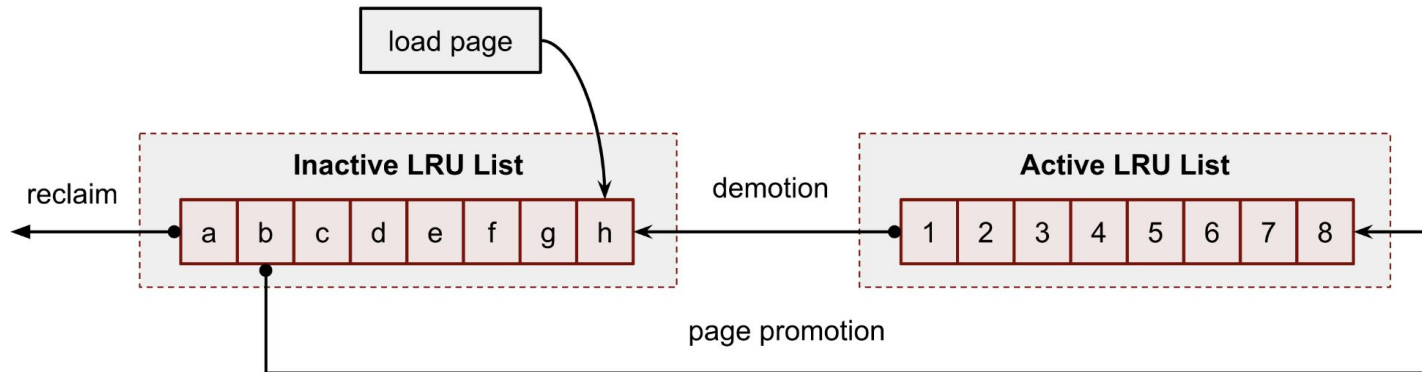 load page
Inactive LRU List
Active LRU List
reclaim
demotion
a b c d e f g h
1 2 3 4 5 6 7 8
page promotion